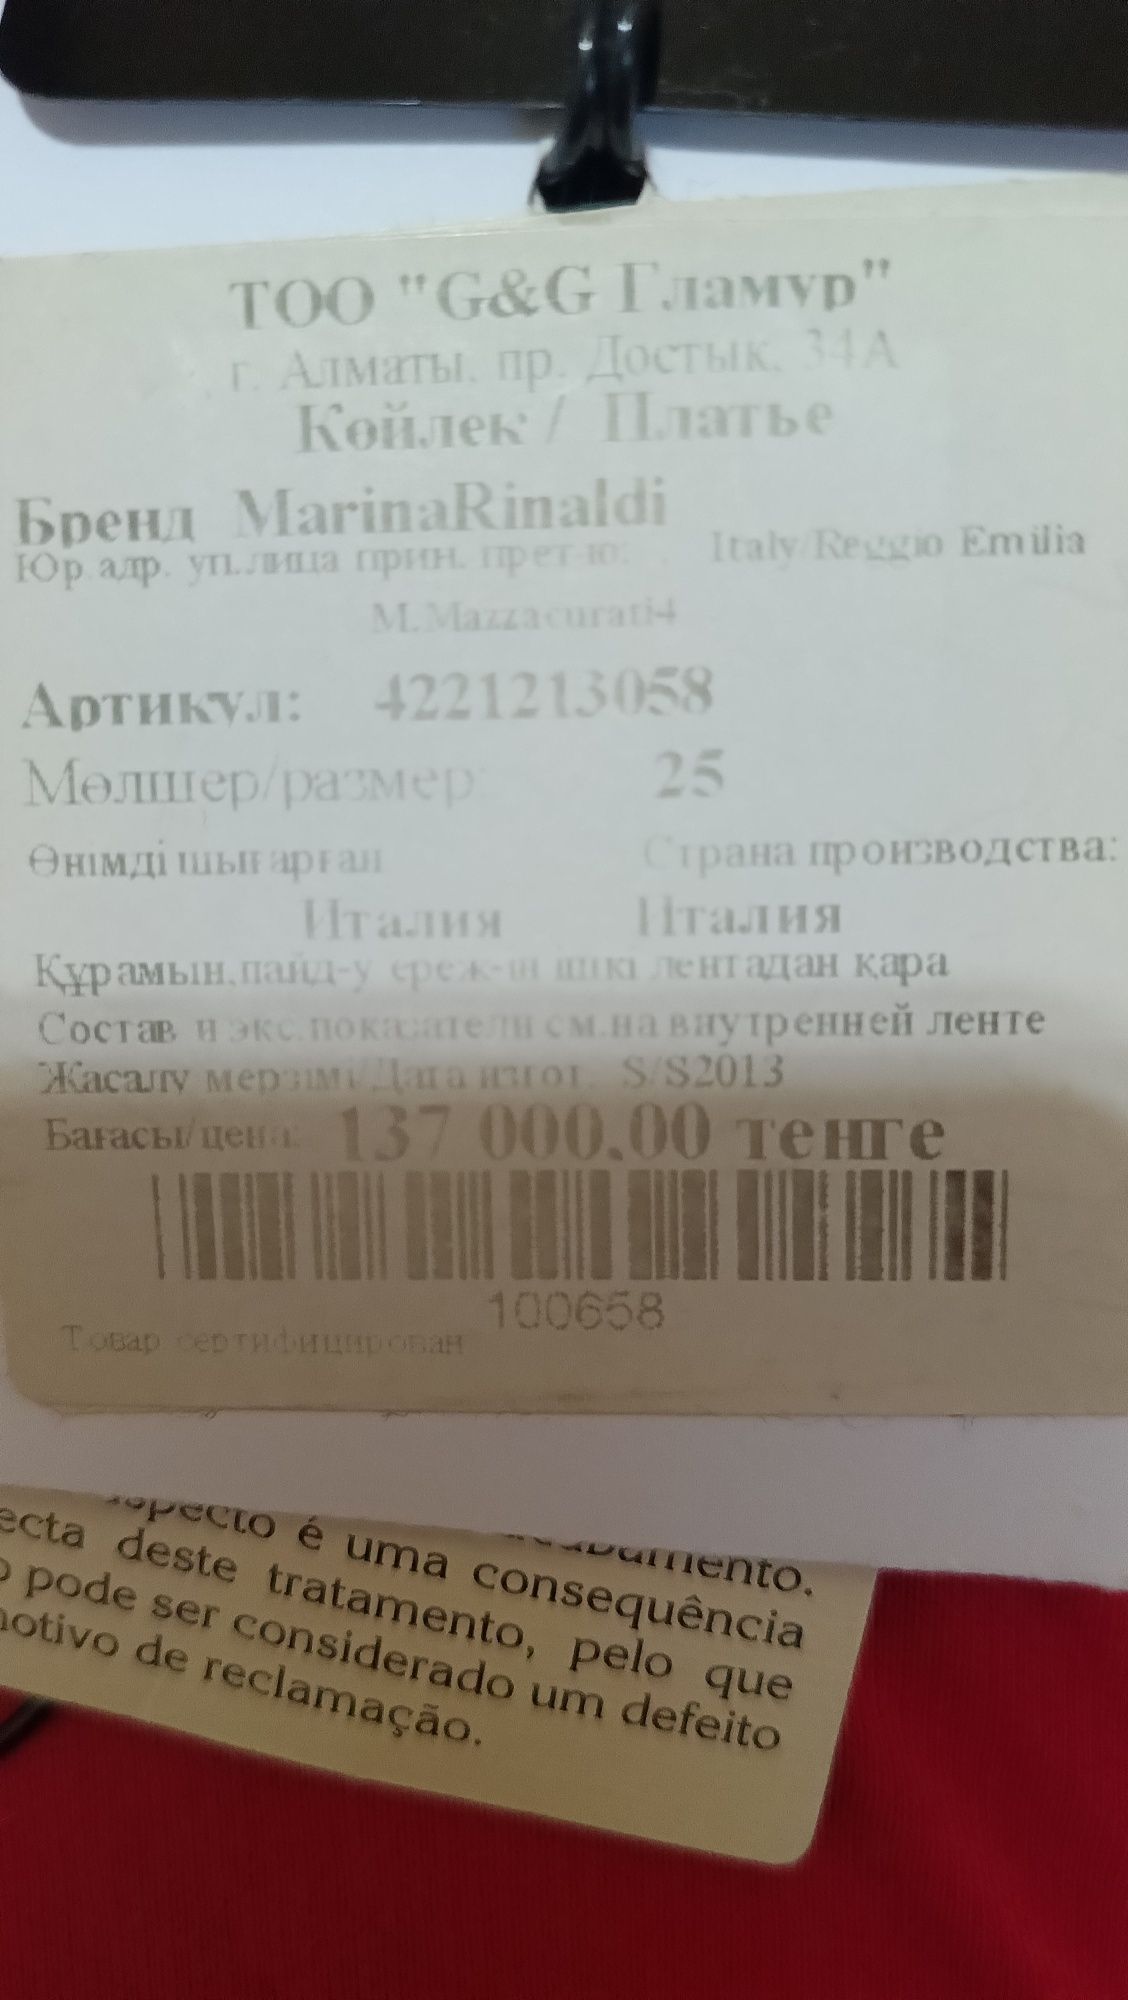 ТОО "G&G Гламур"
г. Алматы, пр. Достык, 34А
Көйлек / Платье
Бренд MarinaRinaldi
Юр.адр. уп.лица прин. прет-ю: Italy/Reggio Emilia
M.Mazzacurati4
Артикул: 4221213058
Мөлшер/размер: 25
Өнімді шығарған Страна производства:
Италия Италия
Құрамын,пайд-у ереж-ін ішкі лентадан қара
Состав и экс.показатели см.на внутренней ленте
Жасалу мерзімі/Дата изгот. S/S2013
Бағасы/цена: 137 000.00 тенге
100658
Товар сертифицирован
é uma consequência
ecta deste tratamento, pelo que
o pode ser considerado um defeito
motivo de reclamação.